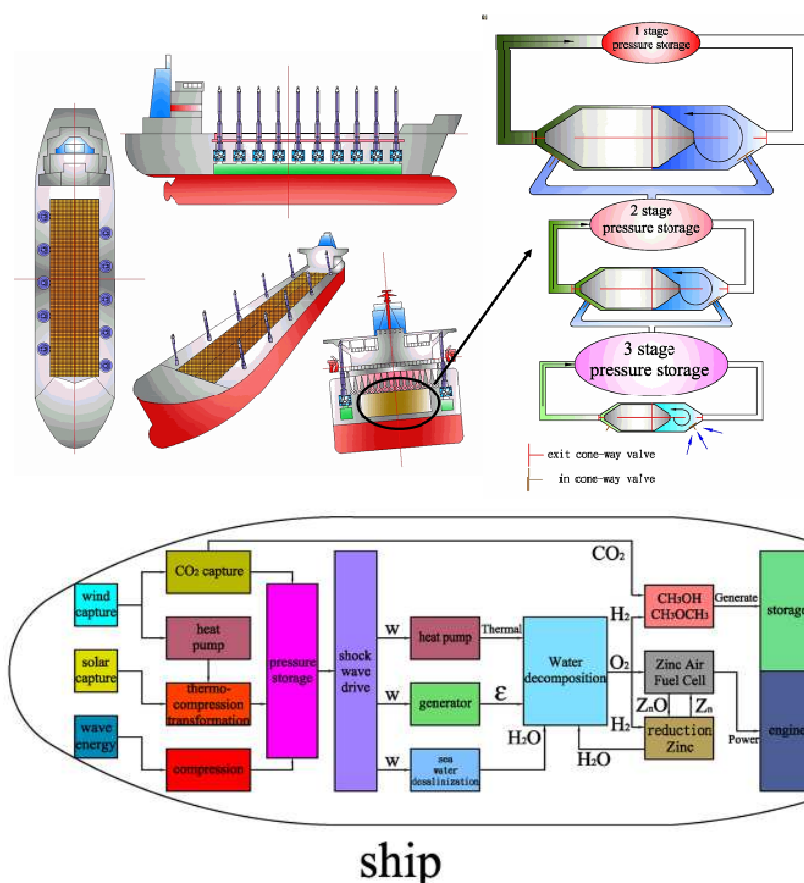 1 stage
pressure storage
2 stage
pressure storage
3 stage
pressure storage
exit cone-way valve
in cone-way valve
CO₂
CO₂ capture
wind
capture
heat
pump
solar
capture
thermo-
compression
transformation
wave
energy
compression
pressure
storage
shock
wave
drive
W
heat pump
Thermal
W
generator
ε
W
sea
water
desalinization
H₂O
Water
decomposition
H₂
O₂
H₂
H₂O
CH₃OH
CH₃OCH₃
Generate
Zinc Air
Fuel Cell
ZnO
Zn
reduction
Zinc
Power
storage
engine
ship